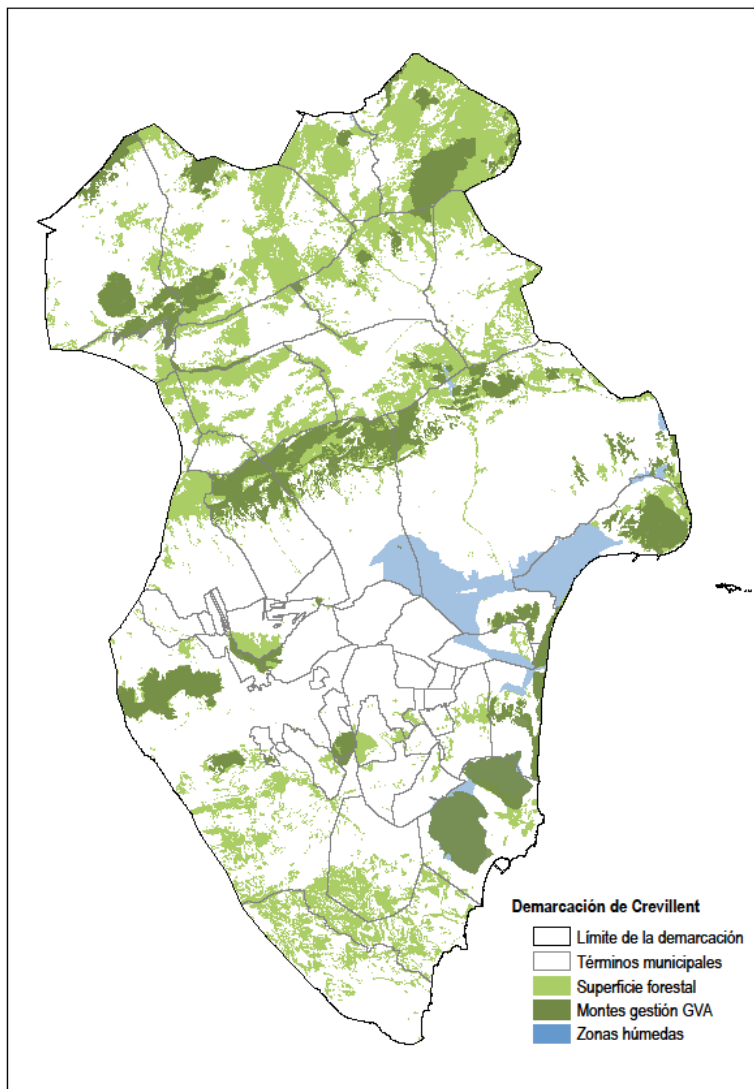 Demarcación de Crevillent
Límite de la demarcación
Términos municipales
Superficie forestal
Montes gestión GVA
Zonas húmedas